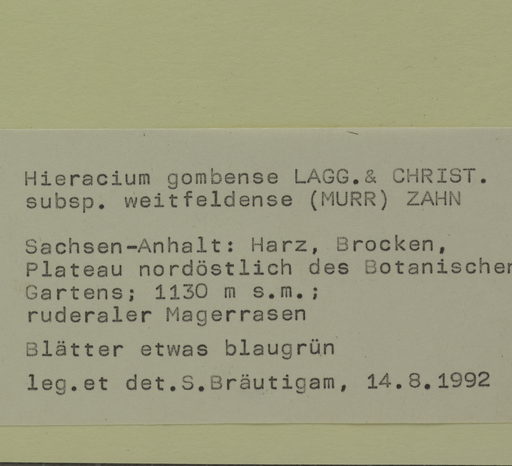 Hieracium gombense LAGG.& CHRIST.
subsp. weitfeldense (MURR) ZAHN
Sachsen-Anhalt: Harz, Brocken,
Plateau nordöstlich des Botanischen
Gartens; 1130 m s.m.;
ruderaler Magerrasen
Blätter etwas blaugrün
leg.et det.S.Bräutigam, 14.8.1992